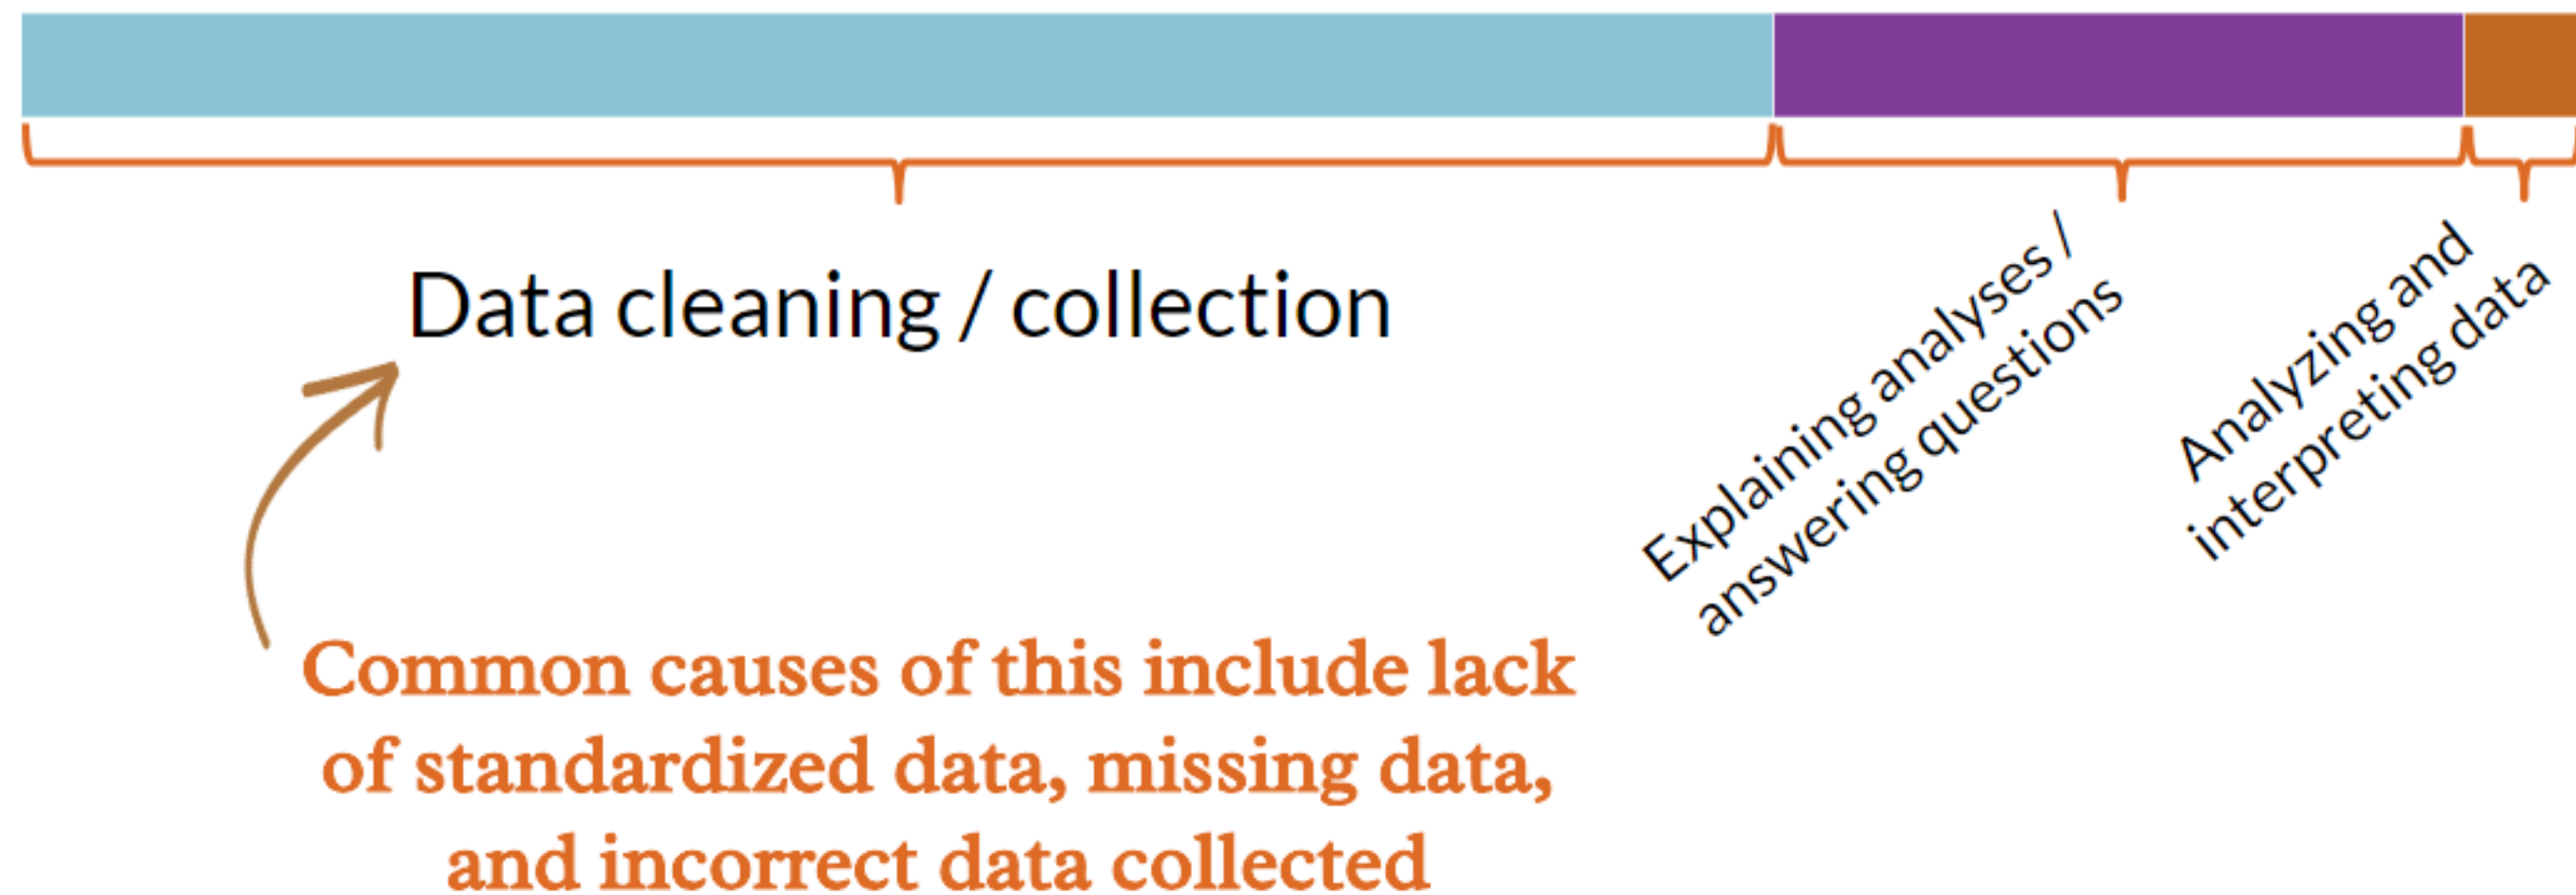 Data cleaning / collection
Explaining analyses /
answering questions
Analyzing and
interpreting data
Common causes of this include lack
of standardized data, missing data,
and incorrect data collected